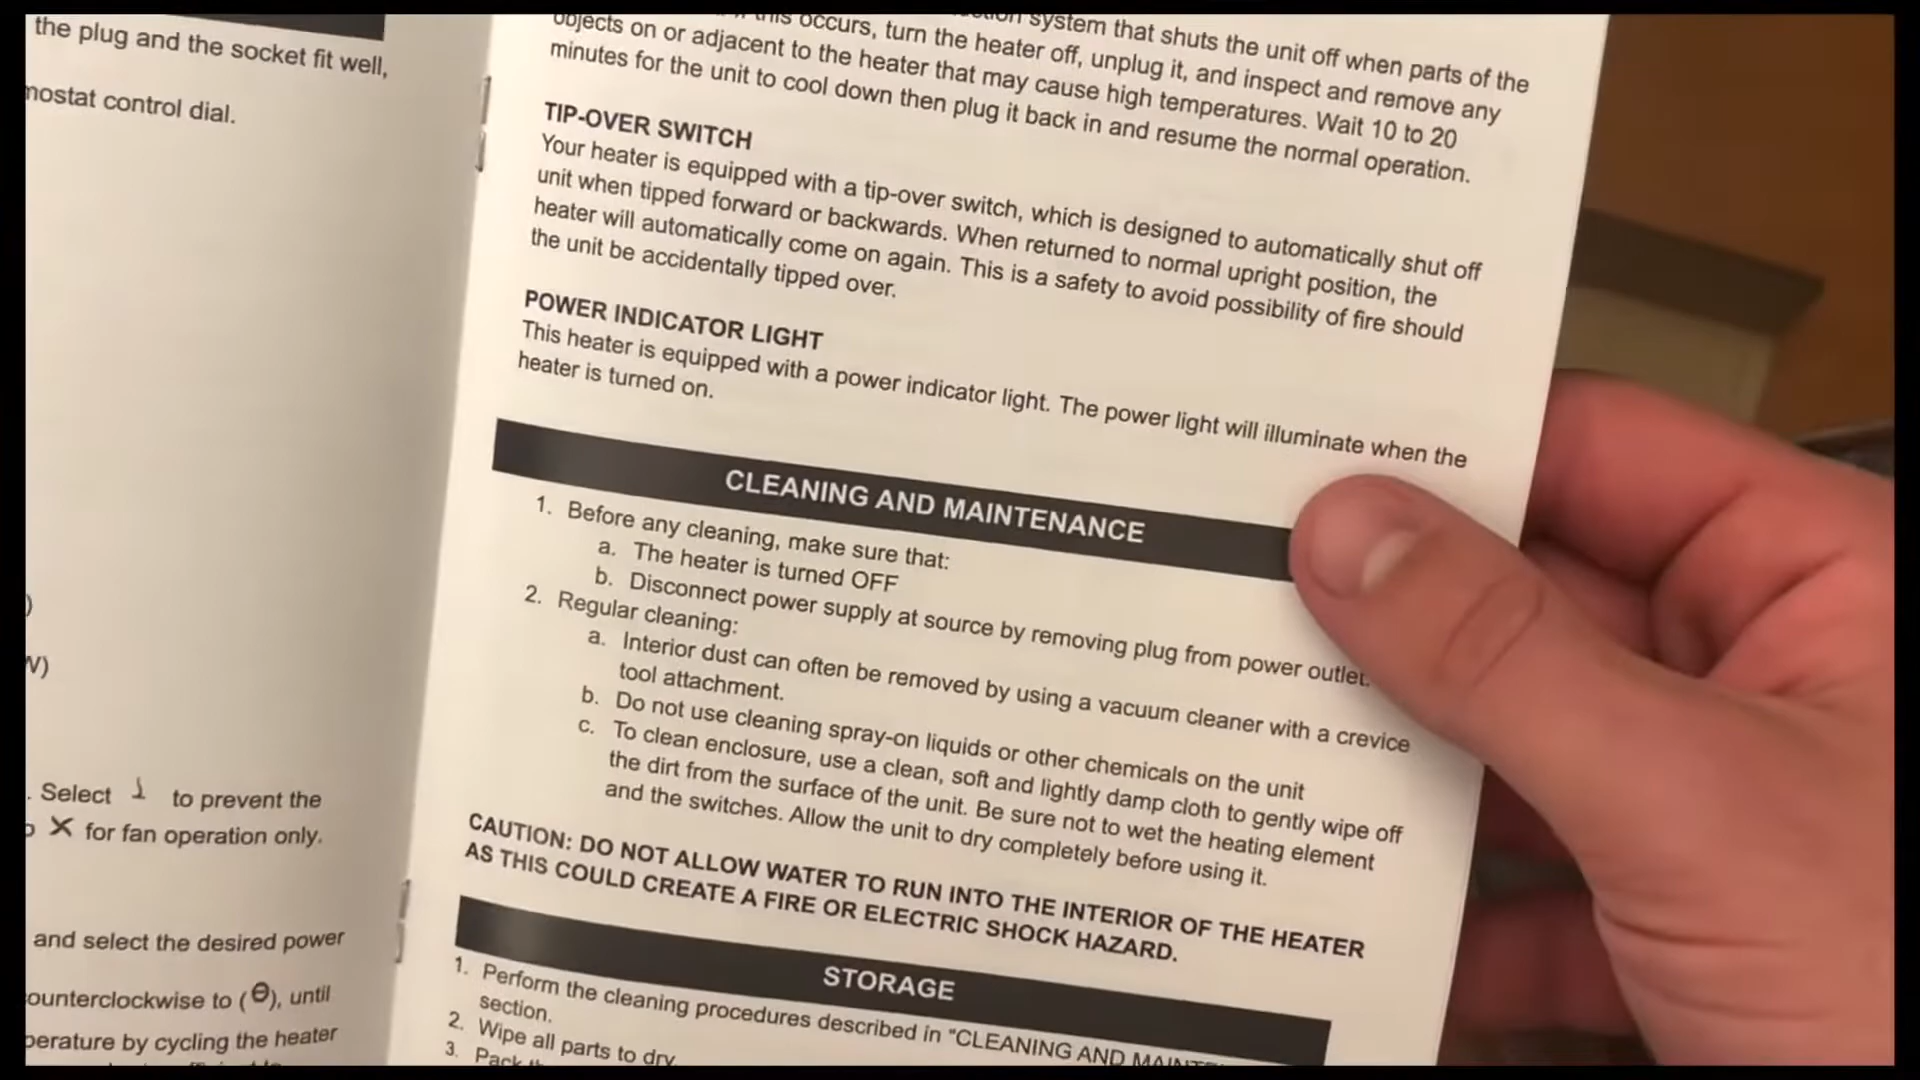 the plug and the socket fit well,
mostat control dial.
. Select to prevent the
X for fan operation only.
and select the desired power
ounterclockwise to (Θ), until
perature by cycling the heater
system that shuts the unit off when parts of the
this occurs, turn the heater off, unplug it, and inspect and remove any
objects on or adjacent to the heater that may cause high temperatures. Wait 10 to 20
minutes for the unit to cool down then plug it back in and resume the normal operation.
TIP-OVER SWITCH
Your heater is equipped with a tip-over switch, which is designed to automatically shut off
unit when tipped forward or backwards. When returned to normal upright position, the
heater will automatically come on again. This is a safety to avoid possibility of fire should
the unit be accidentally tipped over.
POWER INDICATOR LIGHT
This heater is equipped with a power indicator light. The power light will illuminate when the
heater is turned on.
CLEANING AND MAINTENANCE
1. Before any cleaning, make sure that:
a. The heater is turned OFF
b. Disconnect power supply at source by removing plug from power outlet.
2. Regular cleaning:
a. Interior dust can often be removed by using a vacuum cleaner with a crevice
tool attachment.
b. Do not use cleaning spray-on liquids or other chemicals on the unit
c. To clean enclosure, use a clean, soft and lightly damp cloth to gently wipe off
the dirt from the surface of the unit. Be sure not to wet the heating element
and the switches. Allow the unit to dry completely before using it.
CAUTION: DO NOT ALLOW WATER TO RUN INTO THE INTERIOR OF THE HEATER
AS THIS COULD CREATE A FIRE OR ELECTRIC SHOCK HAZARD.
STORAGE
1. Perform the cleaning procedures described in "CLEANING AND
section.
2. Wipe all parts to dry.
3. Pack